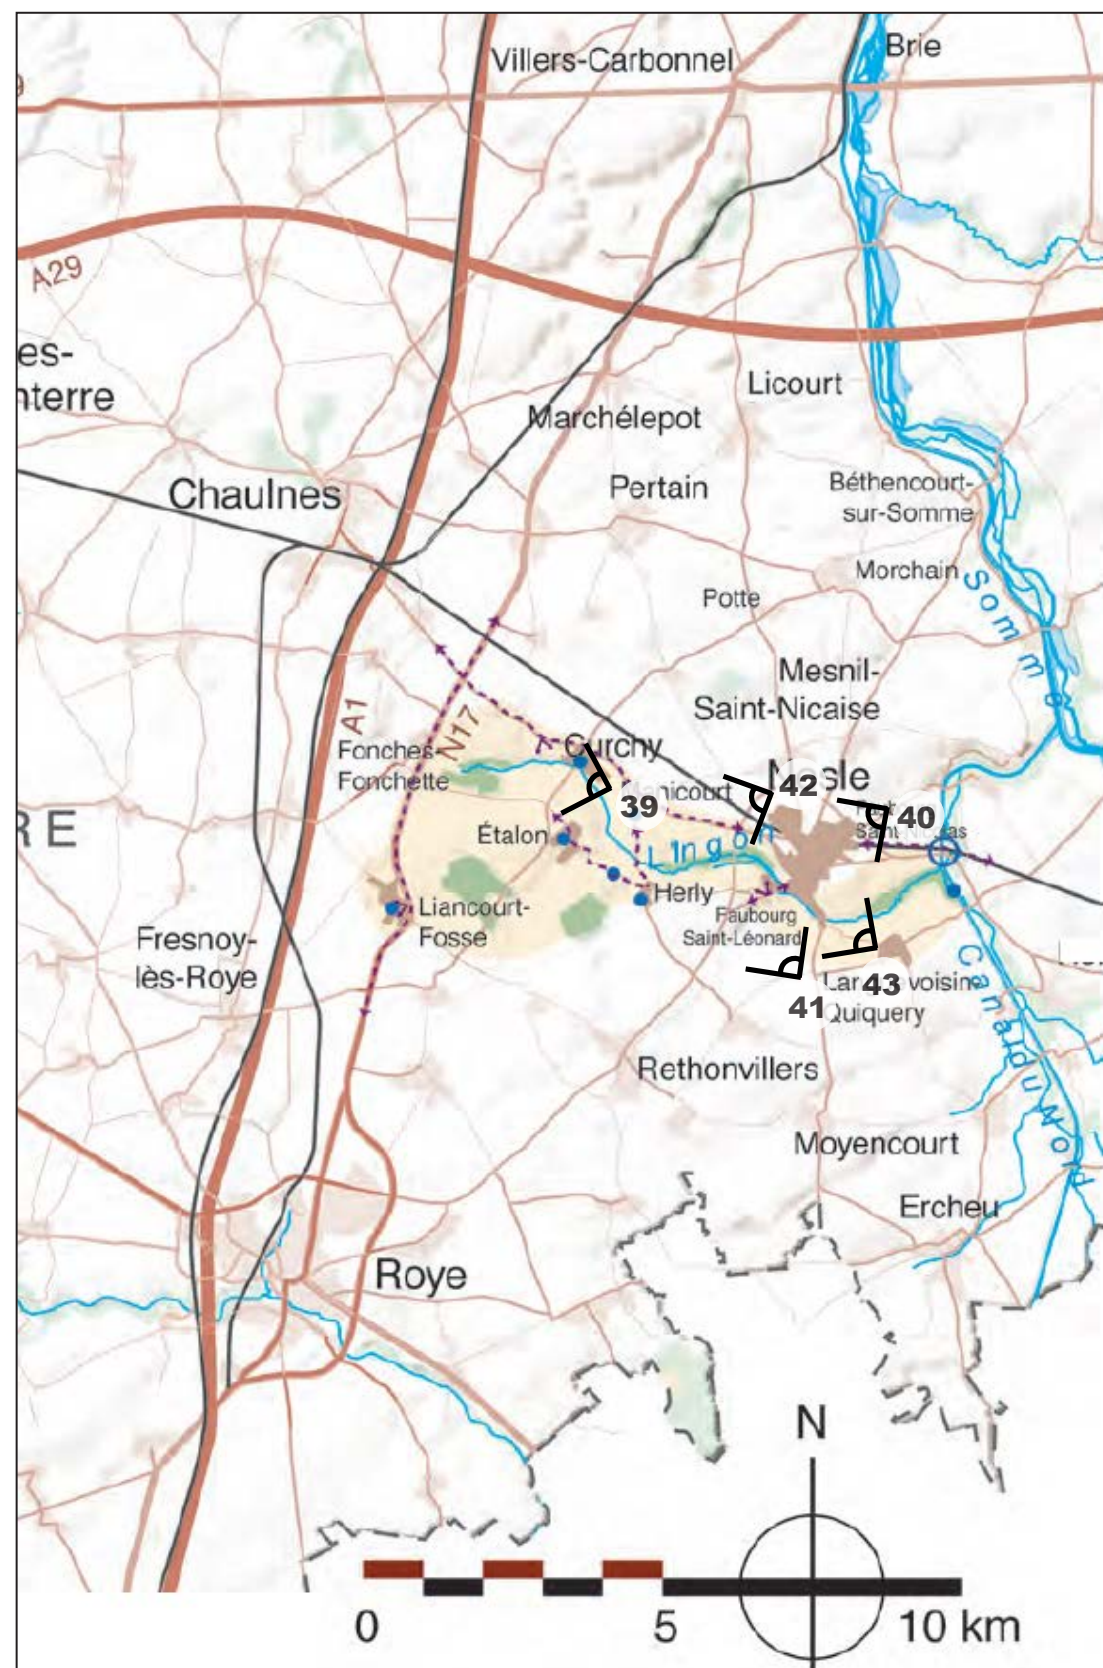 Villers-Carbonnel
Brie
9
A29
es-
nterre
Licourt
Marchélepot
Chaulnes
Pertain
Béthencourt-
sur-Somme
Morchain
Potte
Somme
Mesnil-
Saint-Nicaise
A1
N17
Fonches-
Fonchette
Curchy
39
42
40
Étalon
Lingon
RE
Herly
Liancourt-
Fosse
Faubourg
Saint-Léonard
Fresnoy-
lès-Roye
43
41
Quiquery
Canal du Nord
Rethonvillers
Moyencourt
Ercheu
Roye
N
0 5 10 km